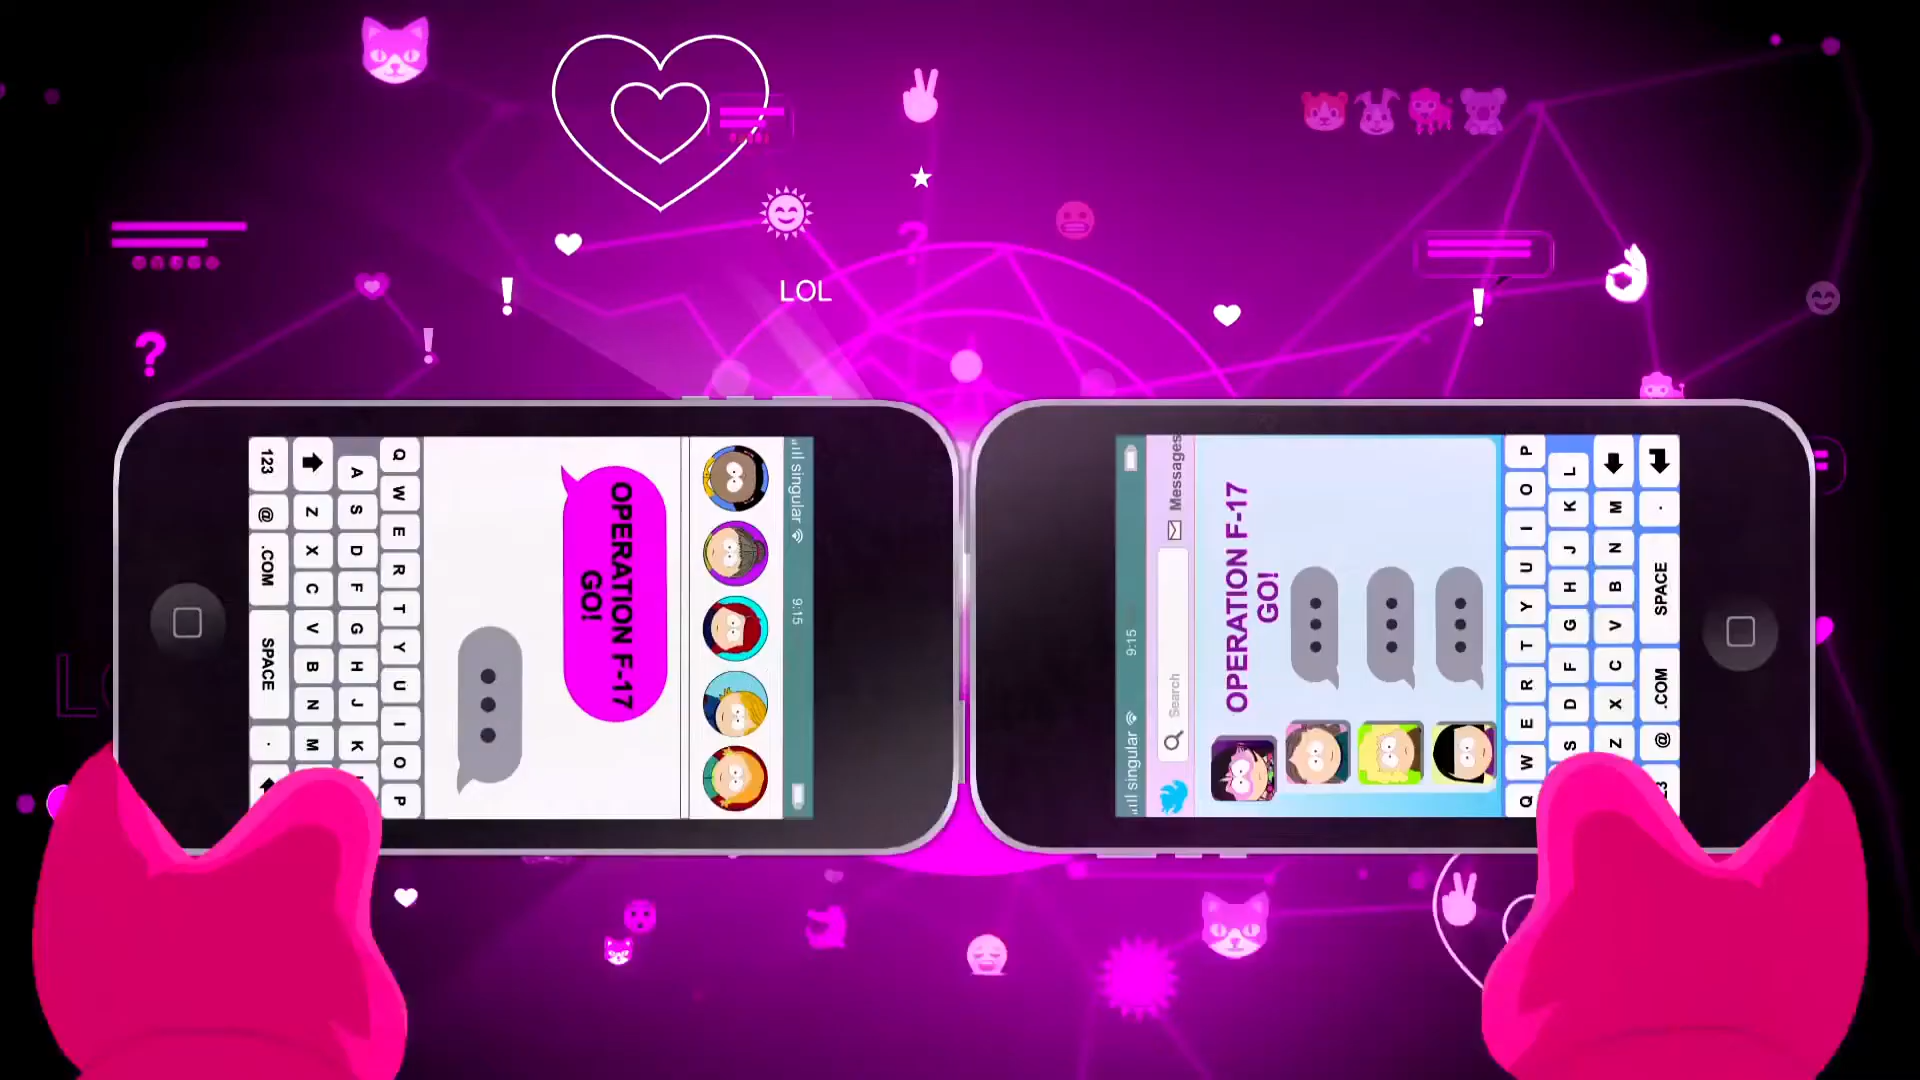 LOL
OPERATION F-17
GO!
singular
9:15
Q W E R T Y U I O P
A S D F G H J K
Z X C V B N M
123 @ .COM SPACE .
singular
9:15
Messages
Search
OPERATION F-17
GO!
Q W E R T Y U I O P
S D F G H J K L
Z X C V B N M
@ .COM SPACE .